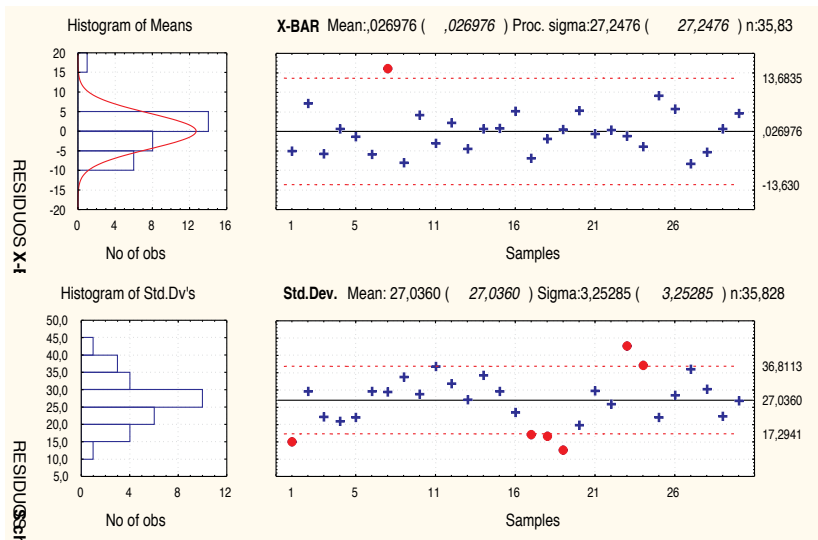 Histogram of Means
X-BAR Mean:,026976 ( ,026976 ) Proc. sigma:27,2476 ( 27,2476 ) n:35,83
20
15
10
5
0
-5
-10
-15
-20
0 4 8 12 16
No of obs
13,6835
,026976
-13,630
1 5 11 16 21 26
Samples
RESIDUOS
Histogram of Std.Dv's
Std.Dev. Mean: 27,0360 ( 27,0360 ) Sigma:3,25285 ( 3,25285 ) n:35,828
50,0
45,0
40,0
35,0
30,0
25,0
20,0
15,0
10,0
5,0
0 4 8 12
No of obs
36,8113
27,0360
17,2941
1 5 11 16 21 26
Samples